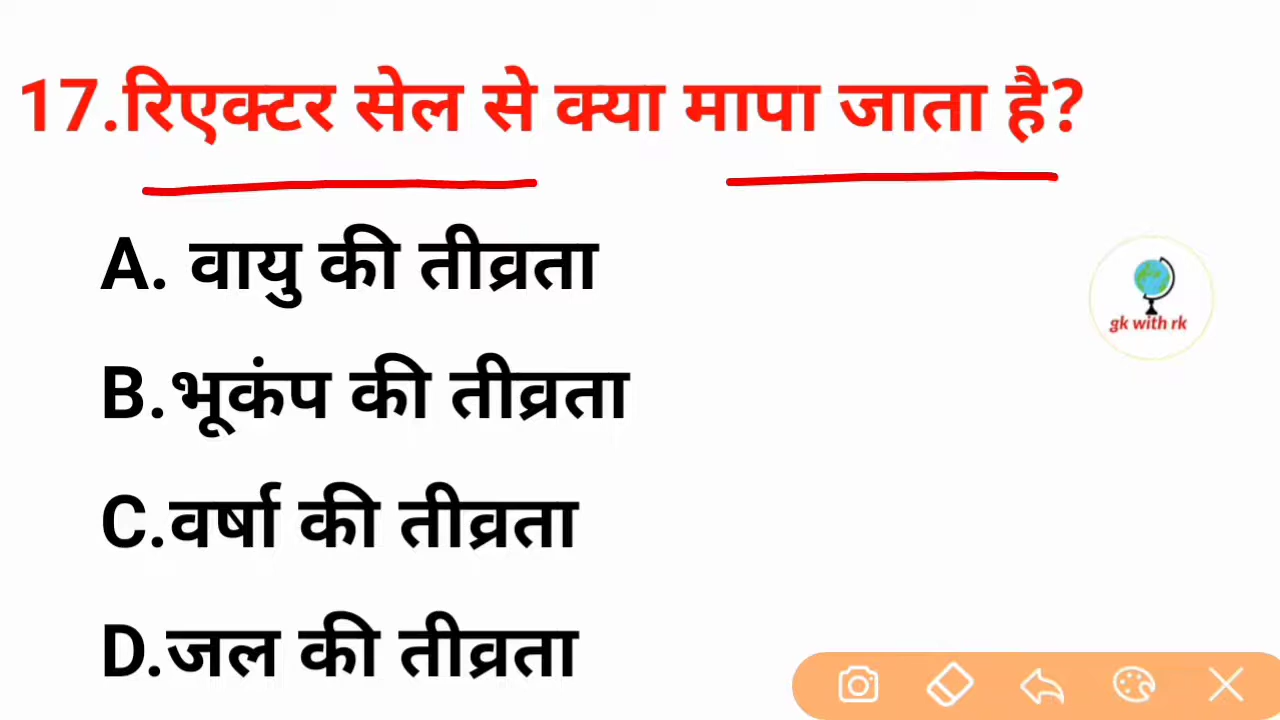 17.रिएक्टर सेल से क्या मापा जाता है?
A. वायु की तीव्रता
B.भूकंप की तीव्रता
gk with rk
C.वर्षा की तीव्रता
D.जल की तीव्रता